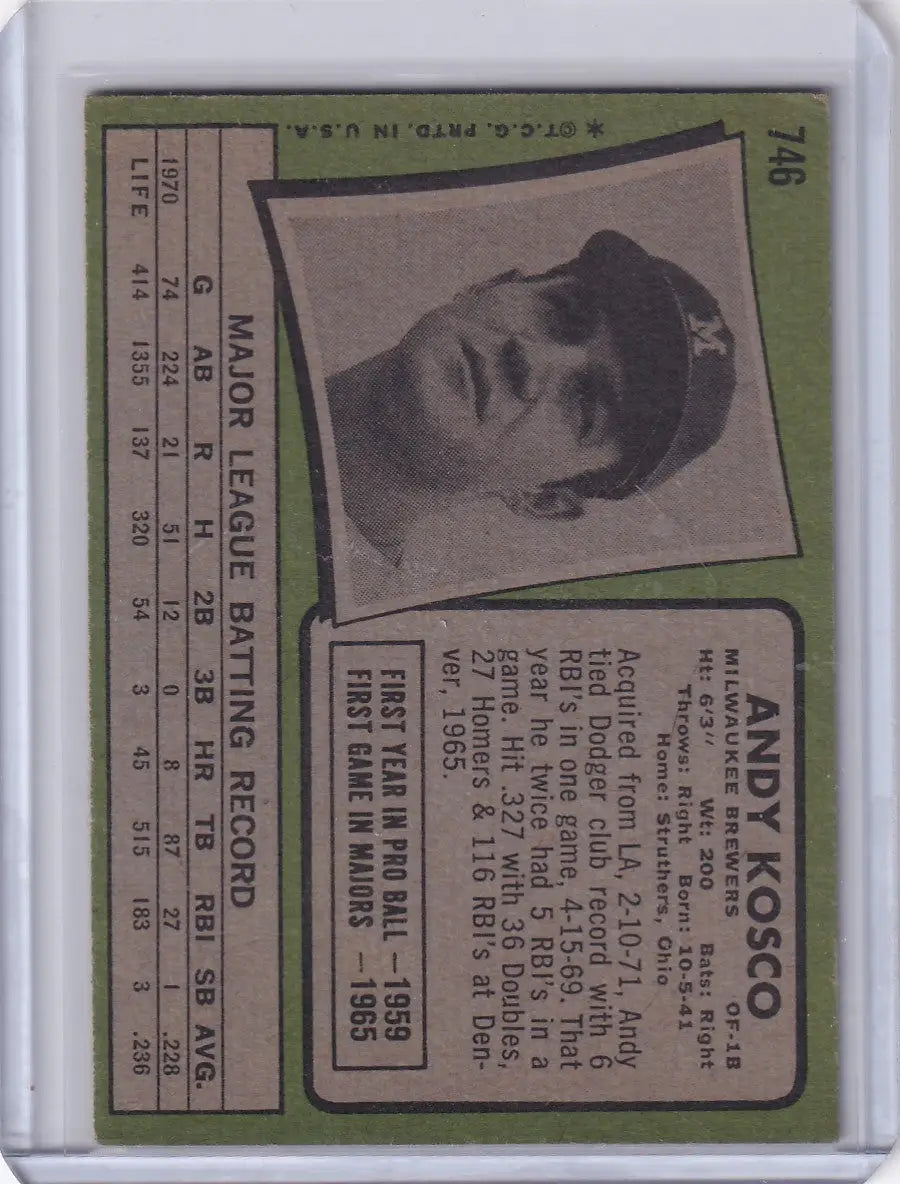 746
ANDY KOSCO
MILWAUKEE BREWERS OF-1B
Ht: 6'3" Wt: 200 Bats: Right
Throws: Right Born: 10-5-41
Home: Struthers, Ohio
Acquired from LA, 2-10-71, Andy
tied Dodger club record with 6
RBI's in one game, 4-15-69. That
year he twice had 5 RBI's in a
game. Hit .327 with 36 Doubles,
27 Homers & 116 RBI's at Den-
ver, 1965.
FIRST YEAR IN PRO BALL —1959
FIRST GAME IN MAJORS —1965
M
*©T.C.G. PRTD. IN U.S.A.
MAJOR LEAGUE BATTING RECORD
G AB R H 2B 3B HR TB RBI SB AVG.
1970 74 224 21 51 12 0 8 87 27 1 .228
LIFE 414 1355 137 320 54 3 45 515 183 3 .236